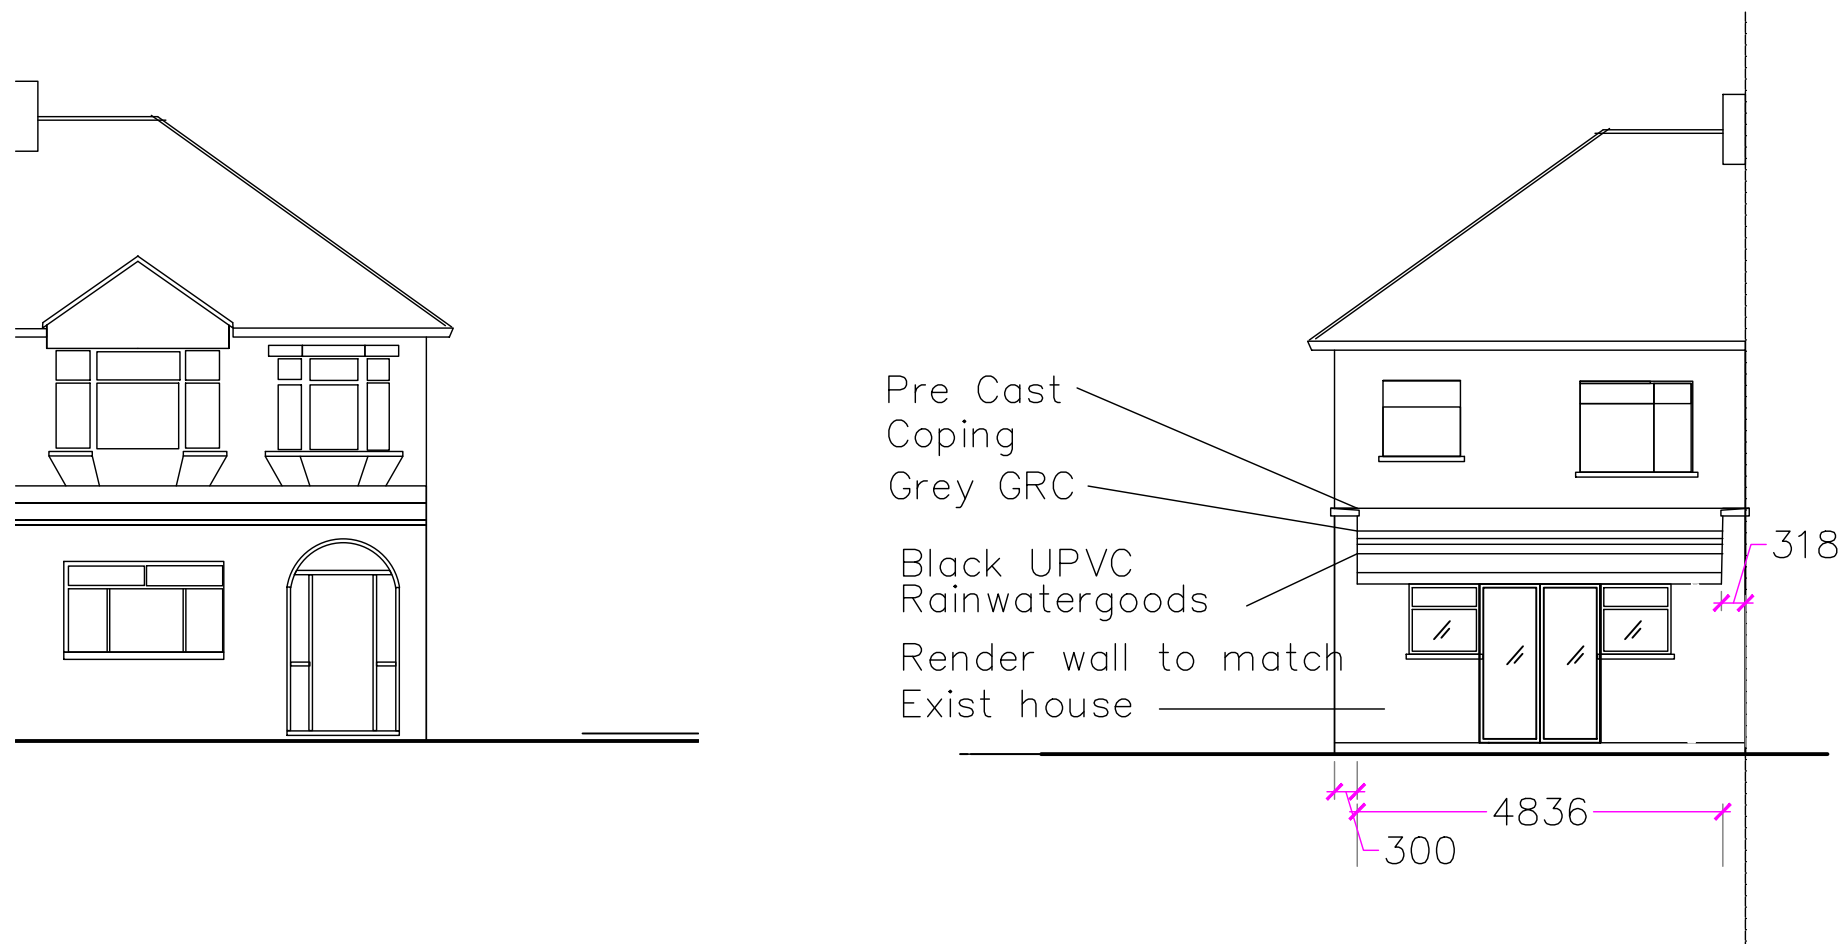 Pre Cast
Coping
Grey GRC
Black UPVC
Rainwatergoods
Render wall to match
Exist house
318
4836
300